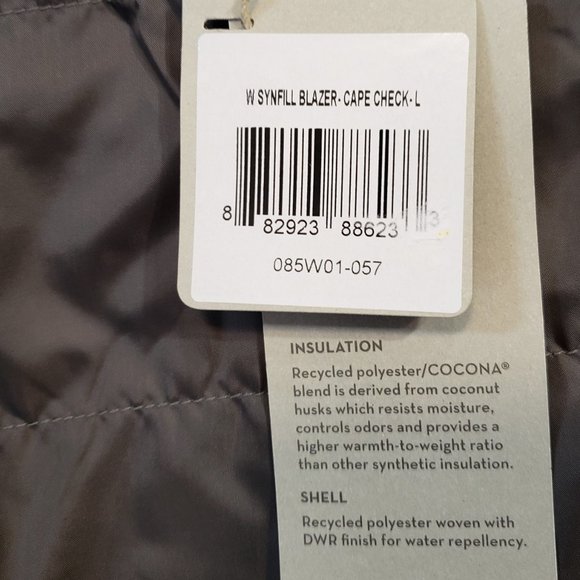 W SYNFILL BLAZER- CAPE CHECK- L
8 82923 88623 3
085W01-057
INSULATION
Recycled polyester/COCONA®
blend is derived from coconut
husks which resists moisture,
controls odors and provides a
higher warmth-to-weight ratio
than other synthetic insulation.
SHELL
Recycled polyester woven with
DWR finish for water repellency.